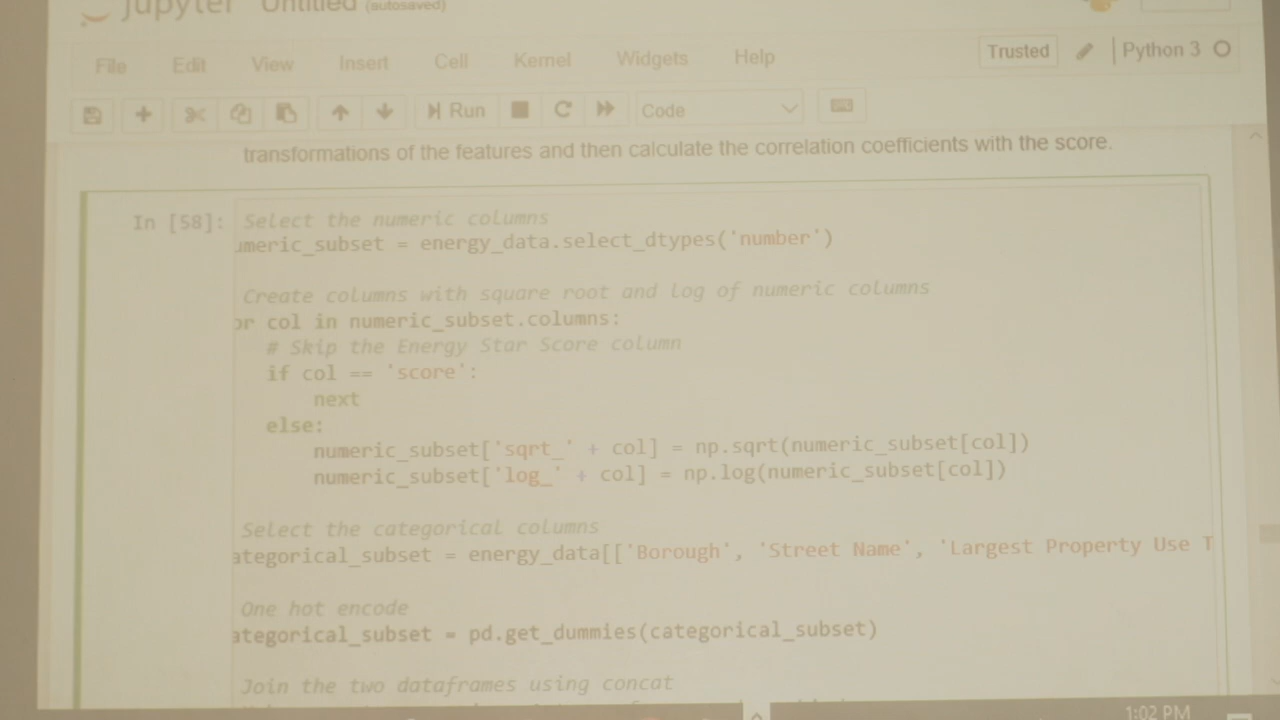 jupyter Untitled (autosaved)
File Edit View Insert Cell Kernel Widgets Help Trusted Python 3
Run Code
transformations of the features and then calculate the correlation coefficients with the score.
In [58]: Select the numeric columns
umeric_subset = energy_data.select_dtypes('number')
Create columns with square root and log of numeric columns
or col in numeric_subset.columns:
# Skip the Energy Star Score column
if col == 'score':
next
else:
numeric_subset['sqrt_' + col] = np.sqrt(numeric_subset[col])
numeric_subset['log_' + col] = np.log(numeric_subset[col])
Select the categorical columns
ategorical_subset = energy_data[['Borough', 'Street Name', 'Largest Property Use T
One hot encode
ategorical_subset = pd.get_dummies(categorical_subset)
Join the two dataframes using concat
1:02 PM